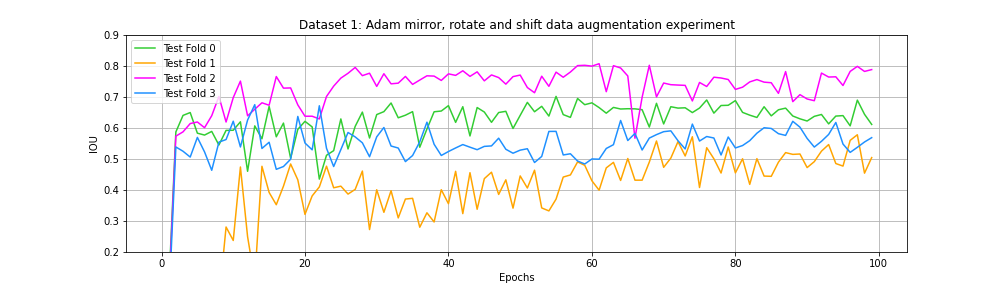 Dataset 1: Adam mirror, rotate and shift data augmentation experiment
0.9
0.8
0.7
0.6
0.5
0.4
0.3
0.2
IOU
Test Fold 0
Test Fold 1
Test Fold 2
Test Fold 3
0 20 40 60 80 100
Epochs